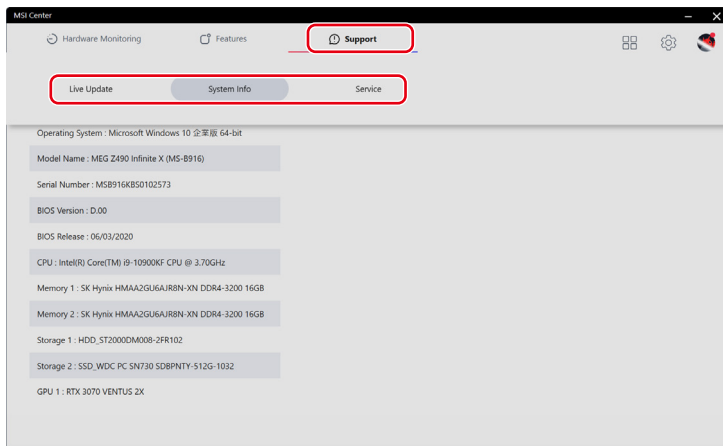 MSI Center
Hardware Monitoring
Features
Support
Live Update
System Info
Service
Operating System : Microsoft Windows 10 企業版 64-bit
Model Name : MEG Z490 Infinite X (MS-B916)
Serial Number : MSB916KBS0102573
BIOS Version : D.00
BIOS Release : 06/03/2020
CPU : Intel(R) Core(TM) i9-10900KF CPU @ 3.70GHz
Memory 1 : SK Hynix HMAA2GU6AJR8N-XN DDR4-3200 16GB
Memory 2 : SK Hynix HMAA2GU6AJR8N-XN DDR4-3200 16GB
Storage 1 : HDD_ST2000DM008-2FR102
Storage 2 : SSD_WDC PC SN730 SDBPNTY-512G-1032
GPU 1 : RTX 3070 VENTUS 2X